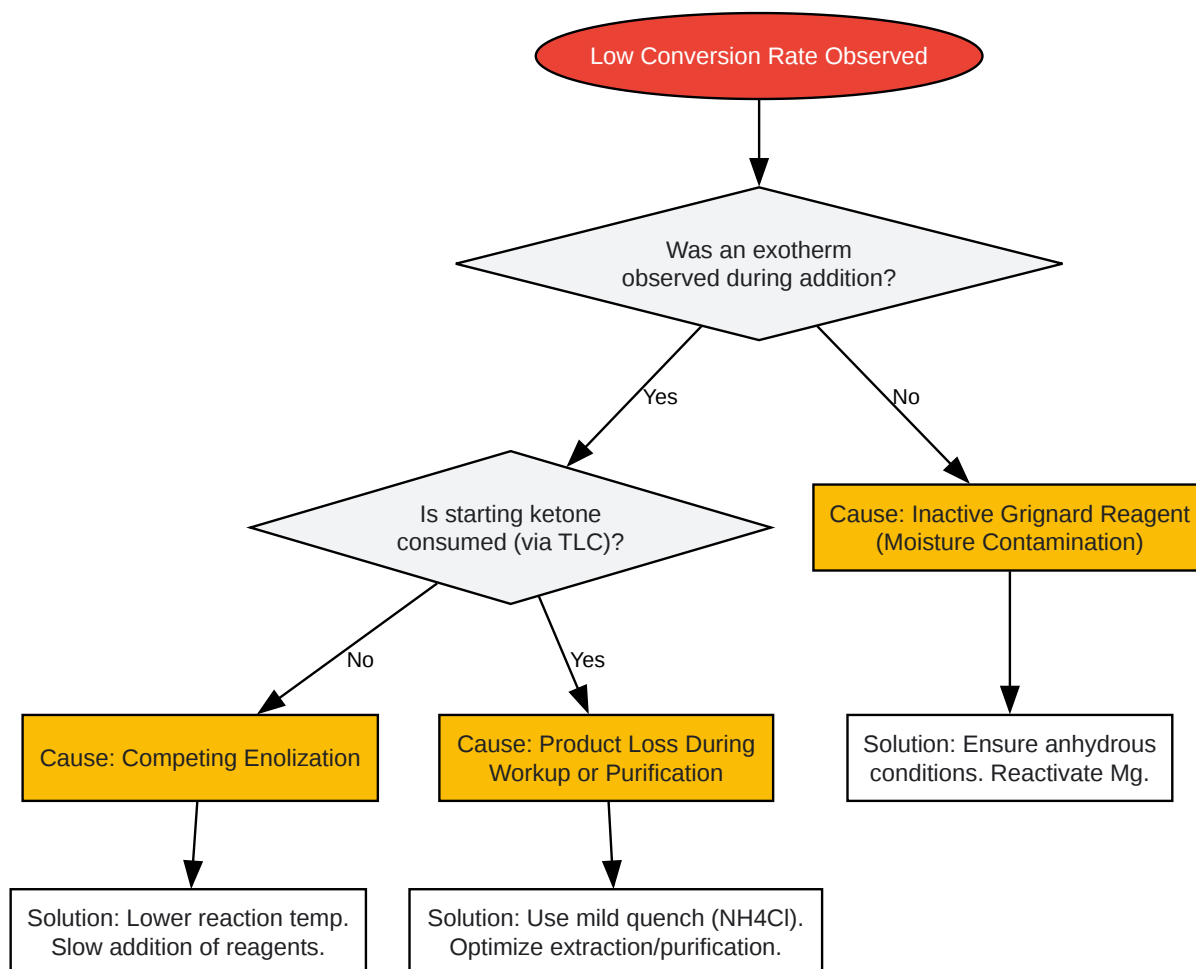 Low Conversion Rate Observed
Was an exotherm
observed during addition?
Yes
No
Is starting ketone
consumed (via TLC)?
Cause: Inactive Grignard Reagent
(Moisture Contamination)
No
Yes
Cause: Competing Enolization
Cause: Product Loss During
Workup or Purification
Solution: Ensure anhydrous
conditions. Reactivate Mg.
Solution: Lower reaction temp.
Slow addition of reagents.
Solution: Use mild quench (NH4Cl).
Optimize extraction/purification.